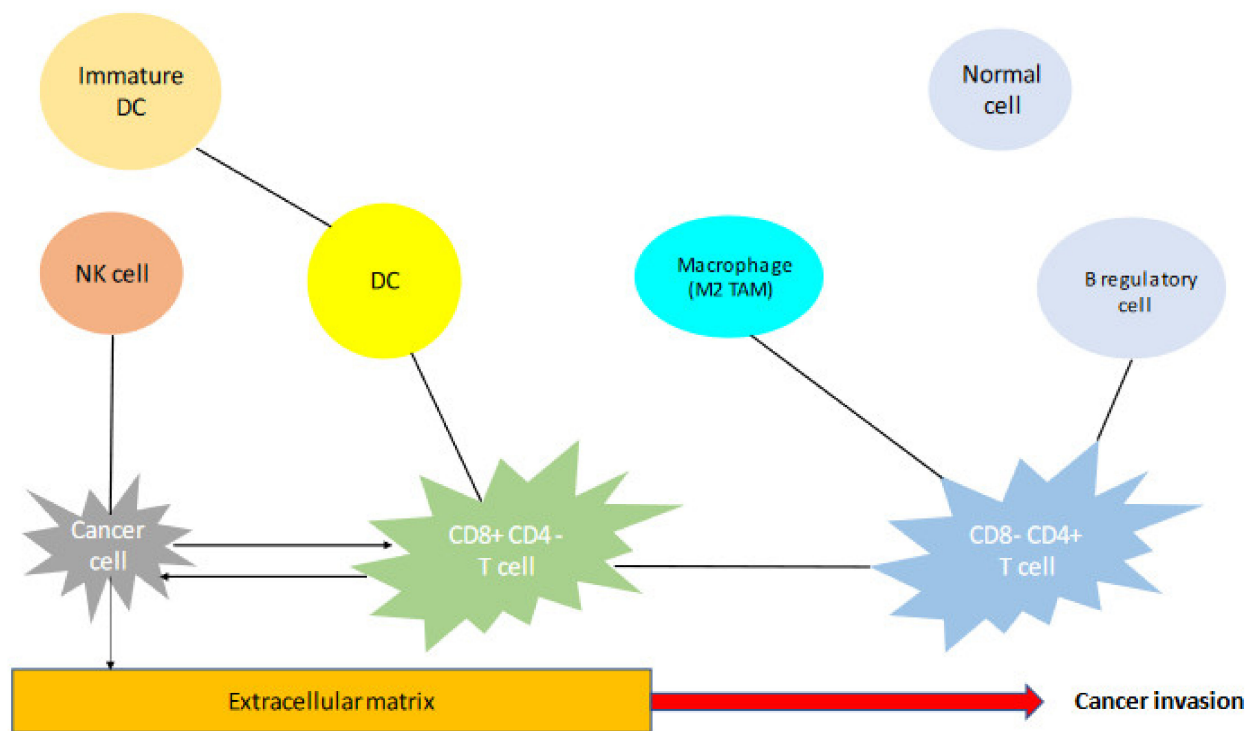 Immature
DC
Normal
cell
NK cell
DC
Macrophage
(M2 TAM)
B regulatory
cell
Cancer
cell
CD8+ CD4 -
T cell
CD8- CD4+
T cell
Extracellular matrix
Cancer invasion